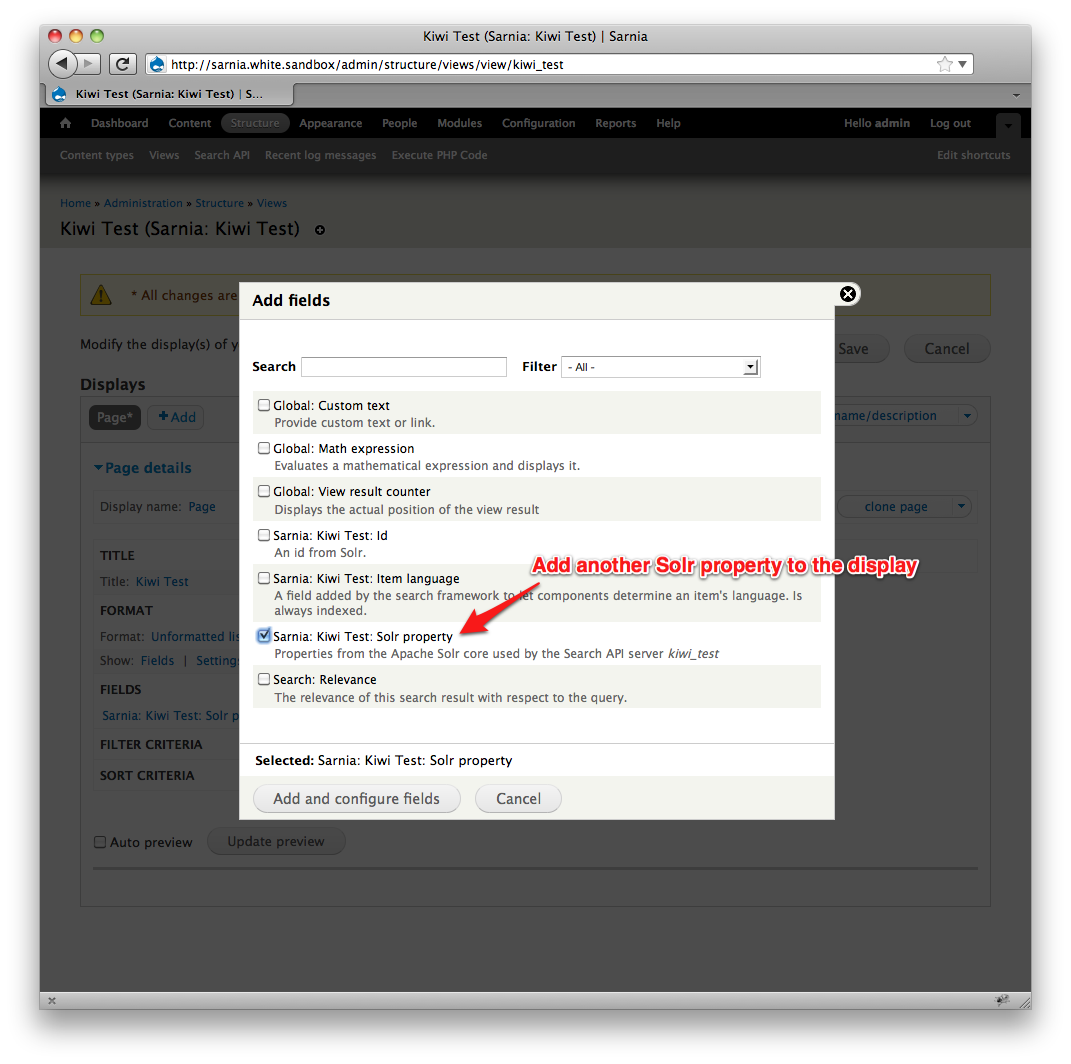 Kiwi Test (Sarnia: Kiwi Test) | Sarnia
http://sarnia.white.sandbox/admin/structure/views/view/kiwi_test
Kiwi Test (Sarnia: Kiwi Test) | S...
Dashboard Content Structure Appearance People Modules Configuration Reports Help Hello admin Log out
Content types Views Search API Recent log messages Execute PHP Code Edit shortcuts
Home » Administration » Structure » Views
Kiwi Test (Sarnia: Kiwi Test)
* All changes are
Modify the display(s) of y
Save Cancel
Displays
Page* Add
name/description
Page details
Display name: Page
clone page
TITLE
Title: Kiwi Test
FORMAT
Format: Unformatted lis
Show: Fields | Setting
FIELDS
Sarnia: Kiwi Test: Solr p
FILTER CRITERIA
SORT CRITERIA
Auto preview Update preview
Add fields
Search Filter - All -
Global: Custom text
Provide custom text or link.
Global: Math expression
Evaluates a mathematical expression and displays it.
Global: View result counter
Displays the actual position of the view result
Sarnia: Kiwi Test: Id
An id from Solr.
Add another Solr property to the display
Sarnia: Kiwi Test: Item language
A field added by the search framework to let components determine an item's language. Is
always indexed.
Sarnia: Kiwi Test: Solr property
Properties from the Apache Solr core used by the Search API server kiwi_test
Search: Relevance
The relevance of this search result with respect to the query.
Selected: Sarnia: Kiwi Test: Solr property
Add and configure fields Cancel